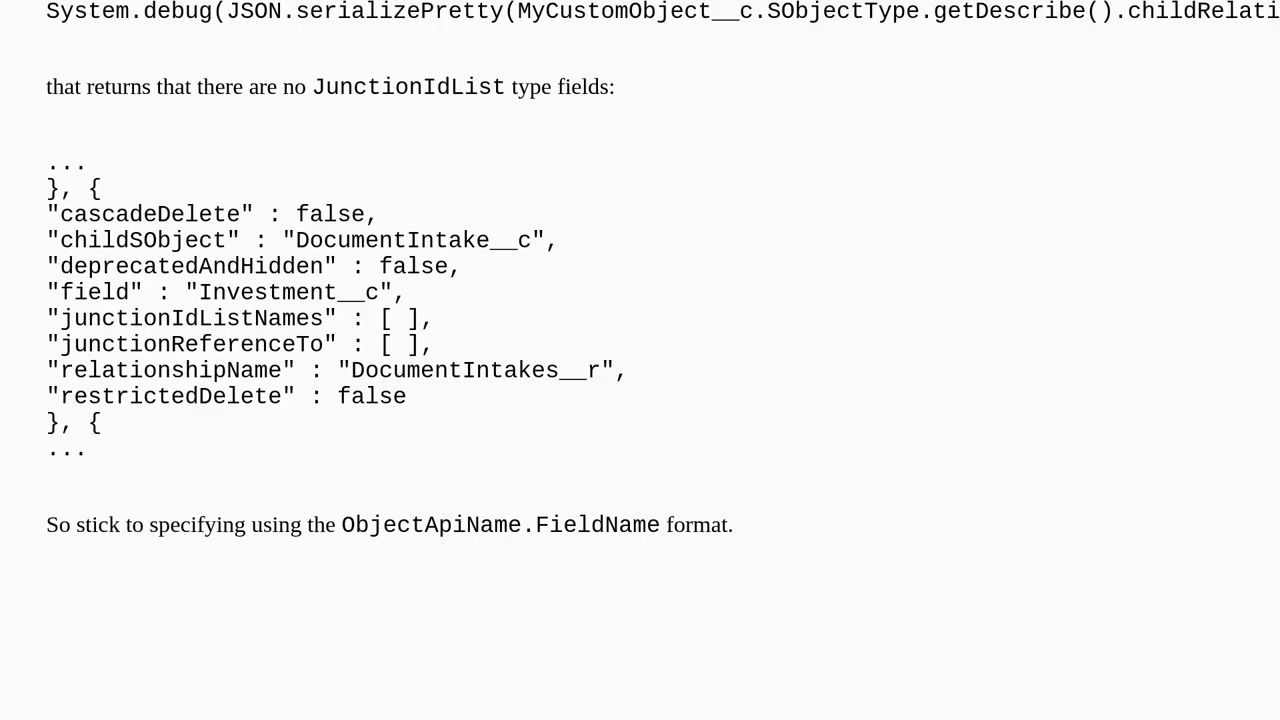 System.debug(JSON.serializePretty(MyCustomObject__c.SObjectType.getDescribe().childRelati
that returns that there are no JunctionIdList type fields:
...
}, {
"cascadeDelete" : false,
"childSObject" : "DocumentIntake__c",
"deprecatedAndHidden" : false,
"field" : "Investment__c",
"junctionIdListNames" : [ ],
"junctionReferenceTo" : [ ],
"relationshipName" : "DocumentIntakes__r",
"restrictedDelete" : false
}, {
...
So stick to specifying using the ObjectApiName.FieldName format.